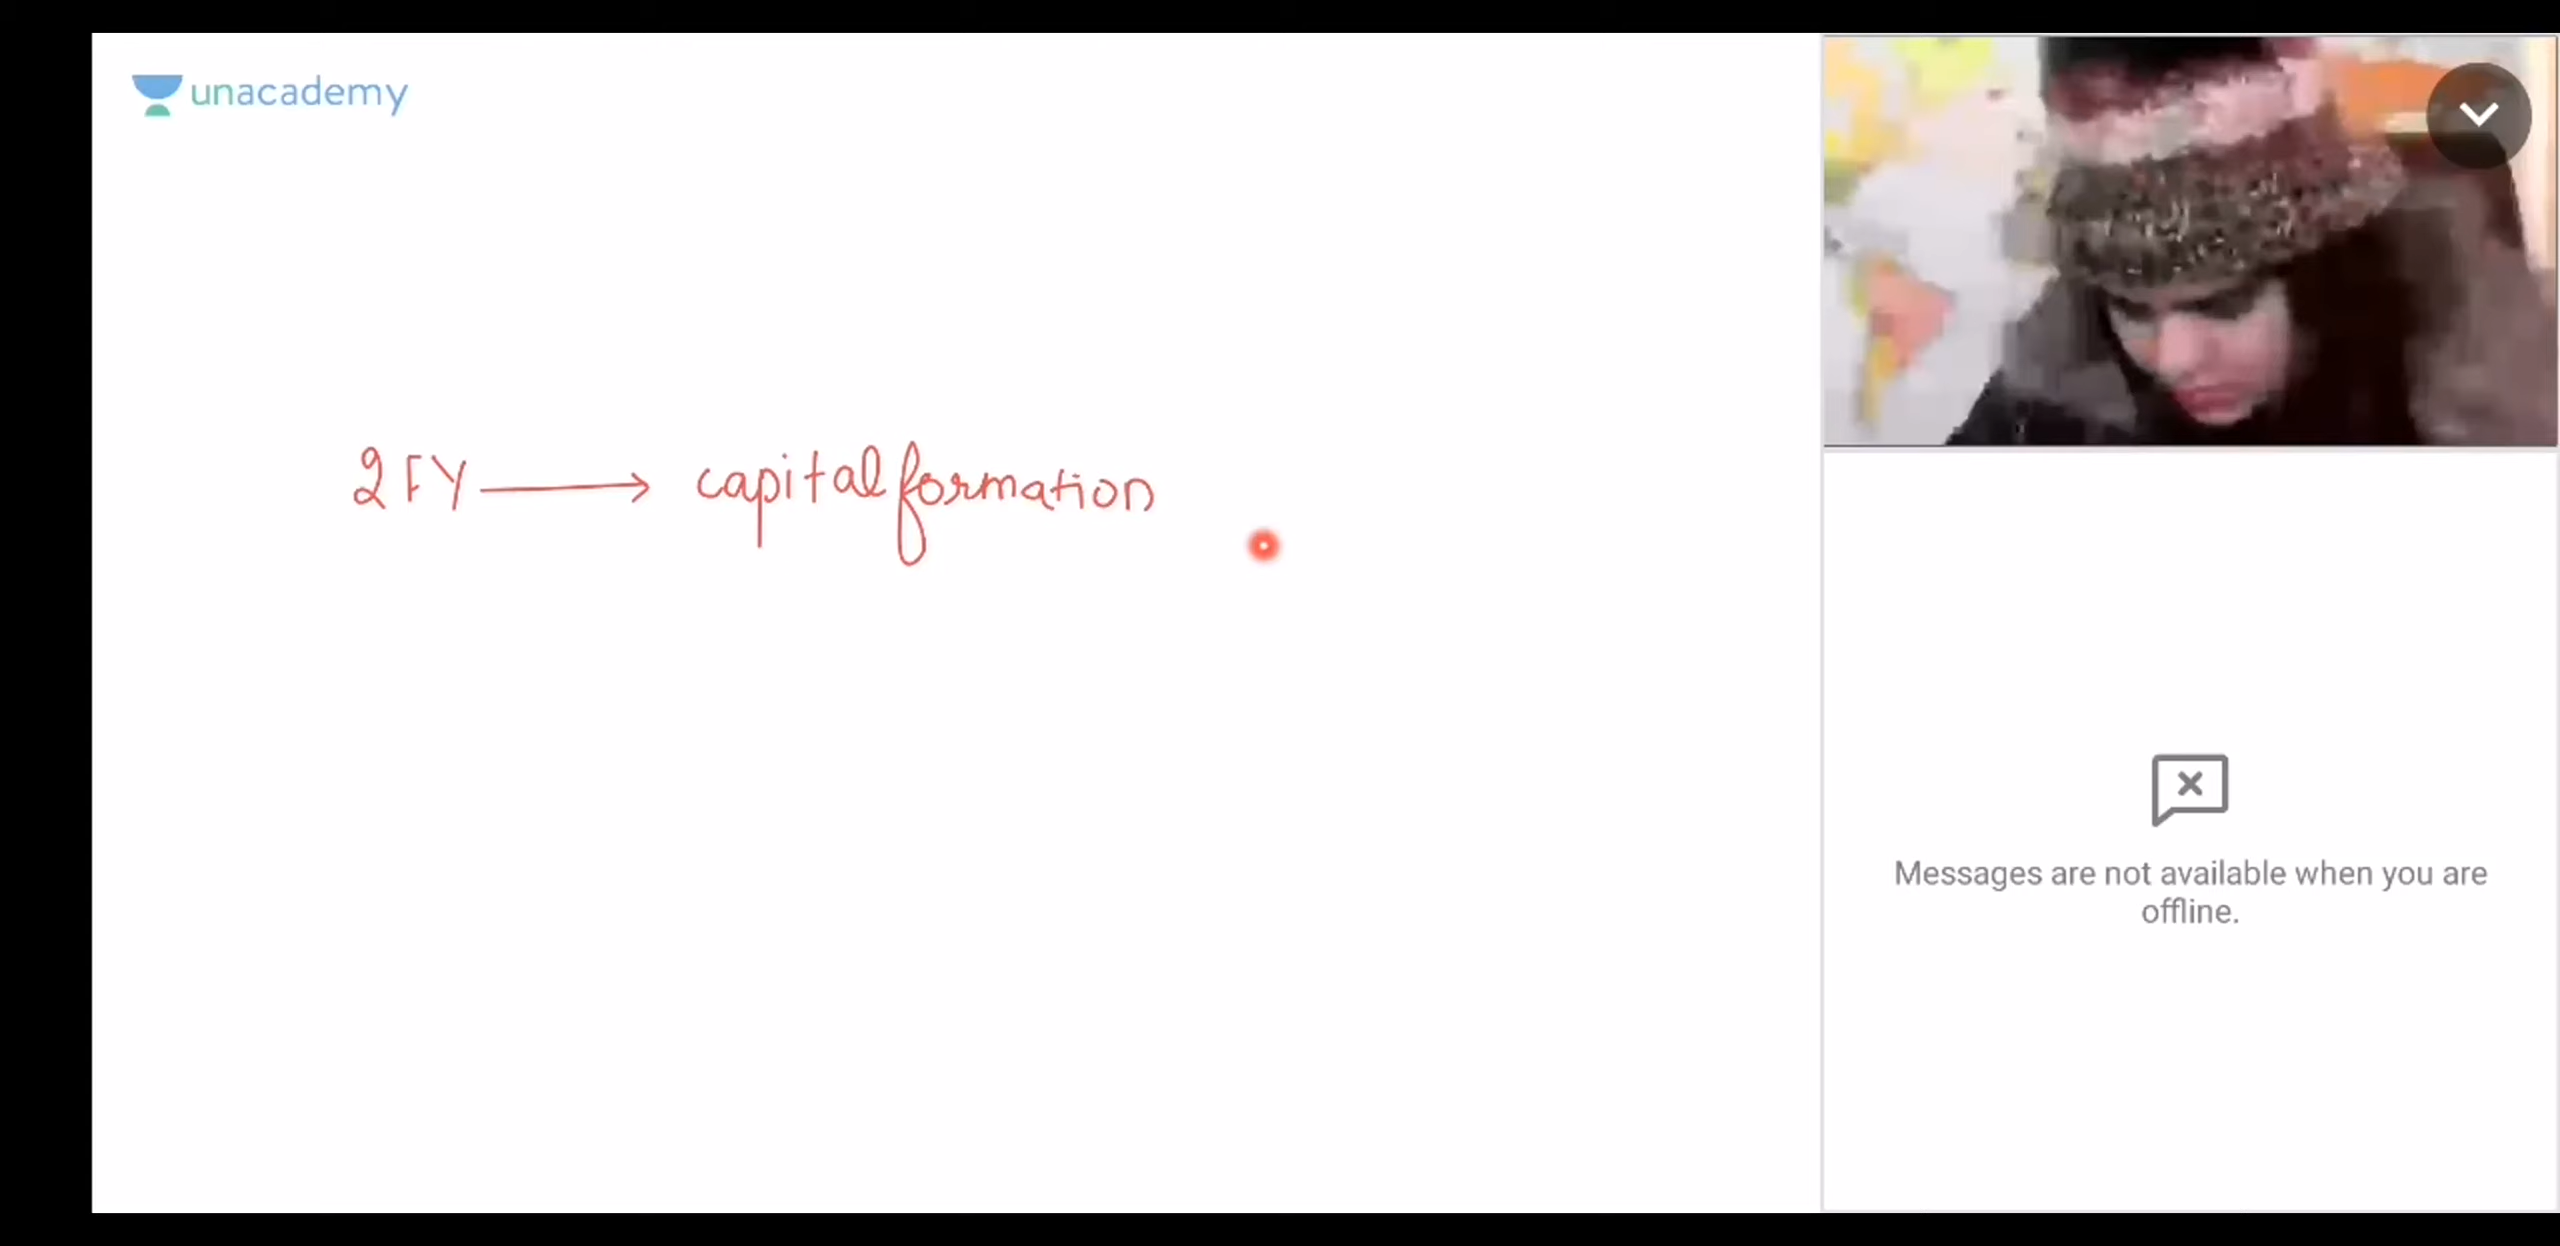 unacademy
2FY → capital formation
Messages are not available when you are
offline.